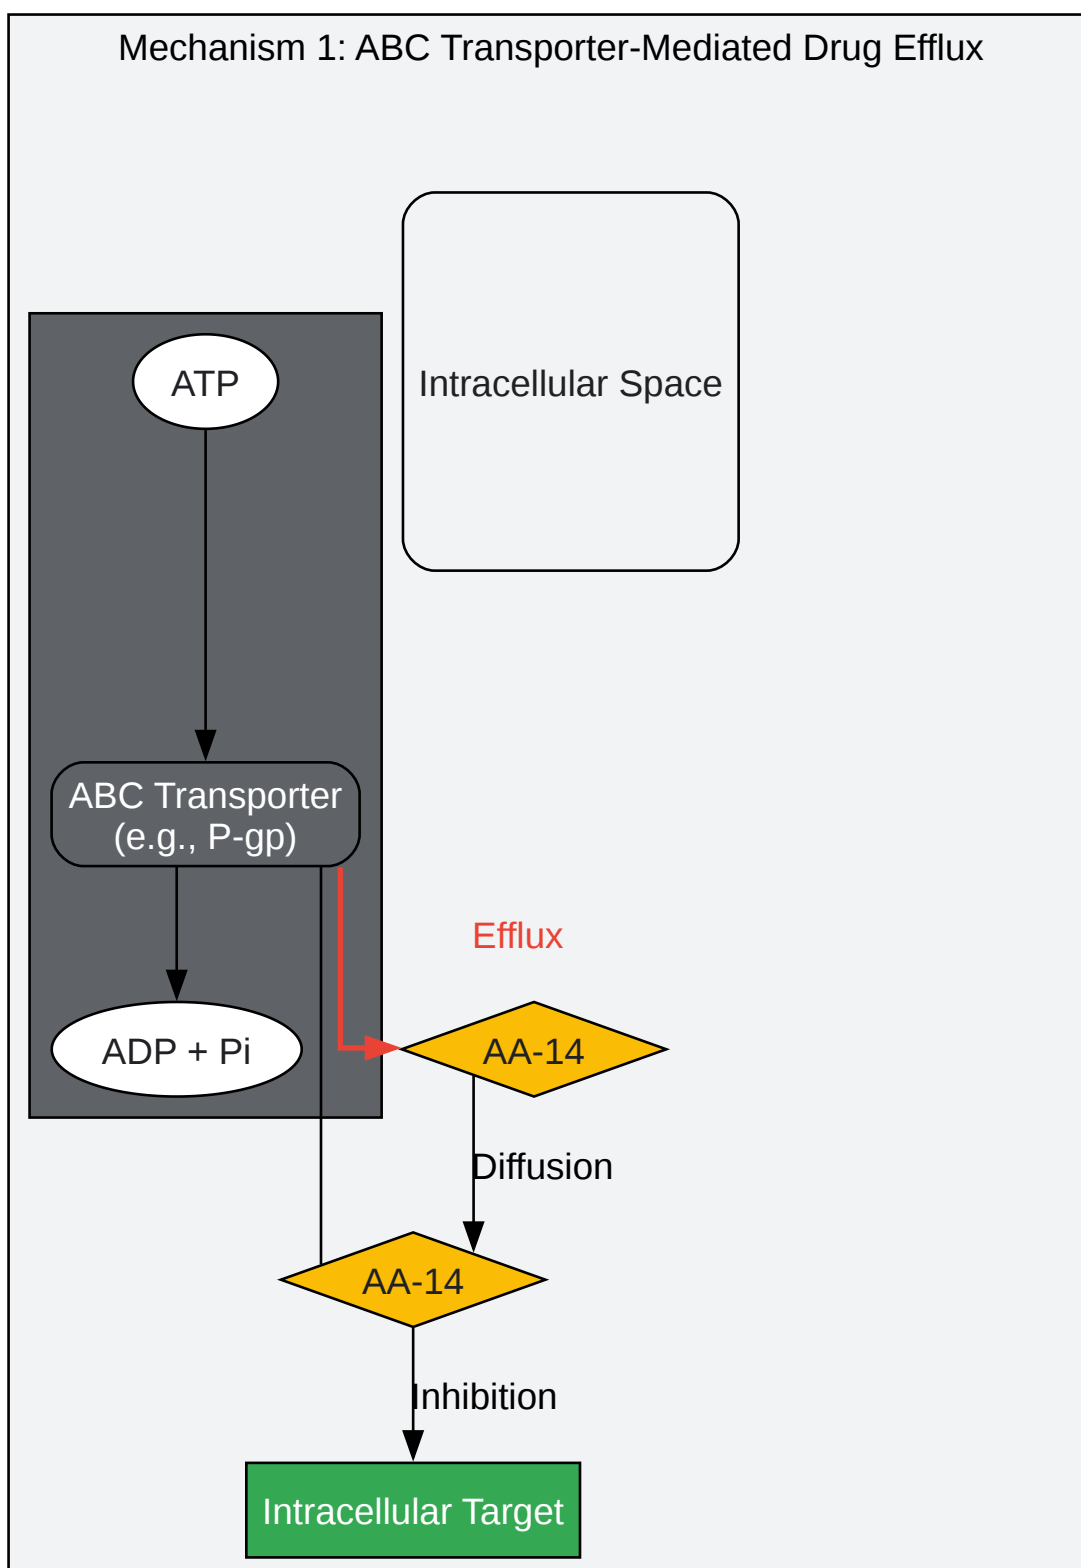 Mechanism 1: ABC Transporter-Mediated Drug Efflux
ATP
Intracellular Space
ABC Transporter
(e.g., P-gp)
Efflux
ADP + Pi
AA-14
Diffusion
AA-14
Inhibition
Intracellular Target